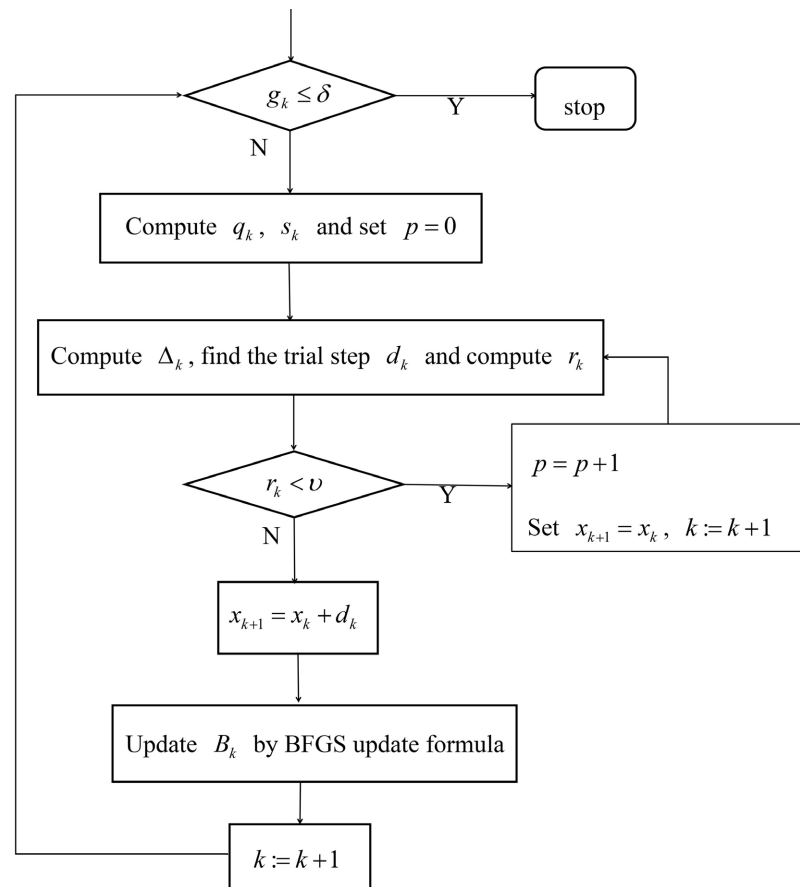 g_k ≤ δ
Y
stop
N
Compute q_k, s_k and set p = 0
Compute Δ_k, find the trial step d_k and compute r_k
r_k < υ
Y
p = p+1
Set x_{k+1} = x_k, k := k+1
N
x_{k+1} = x_k + d_k
Update B_k by BFGS update formula
k := k+1